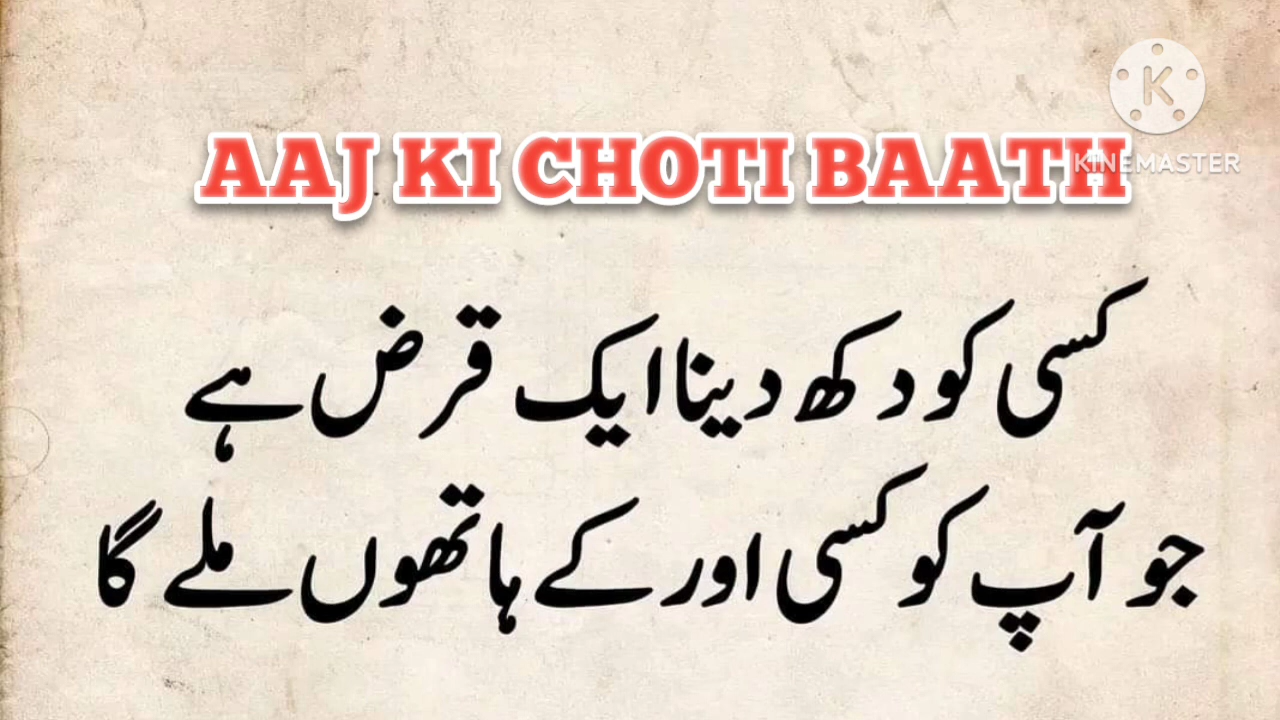 K
KINEMASTER
AAJ KI CHOTI BAATH
کسی کو دکھ دینا ایک قرض ہے
جو آپ کو کسی اور کے ہاتھوں ملے گا